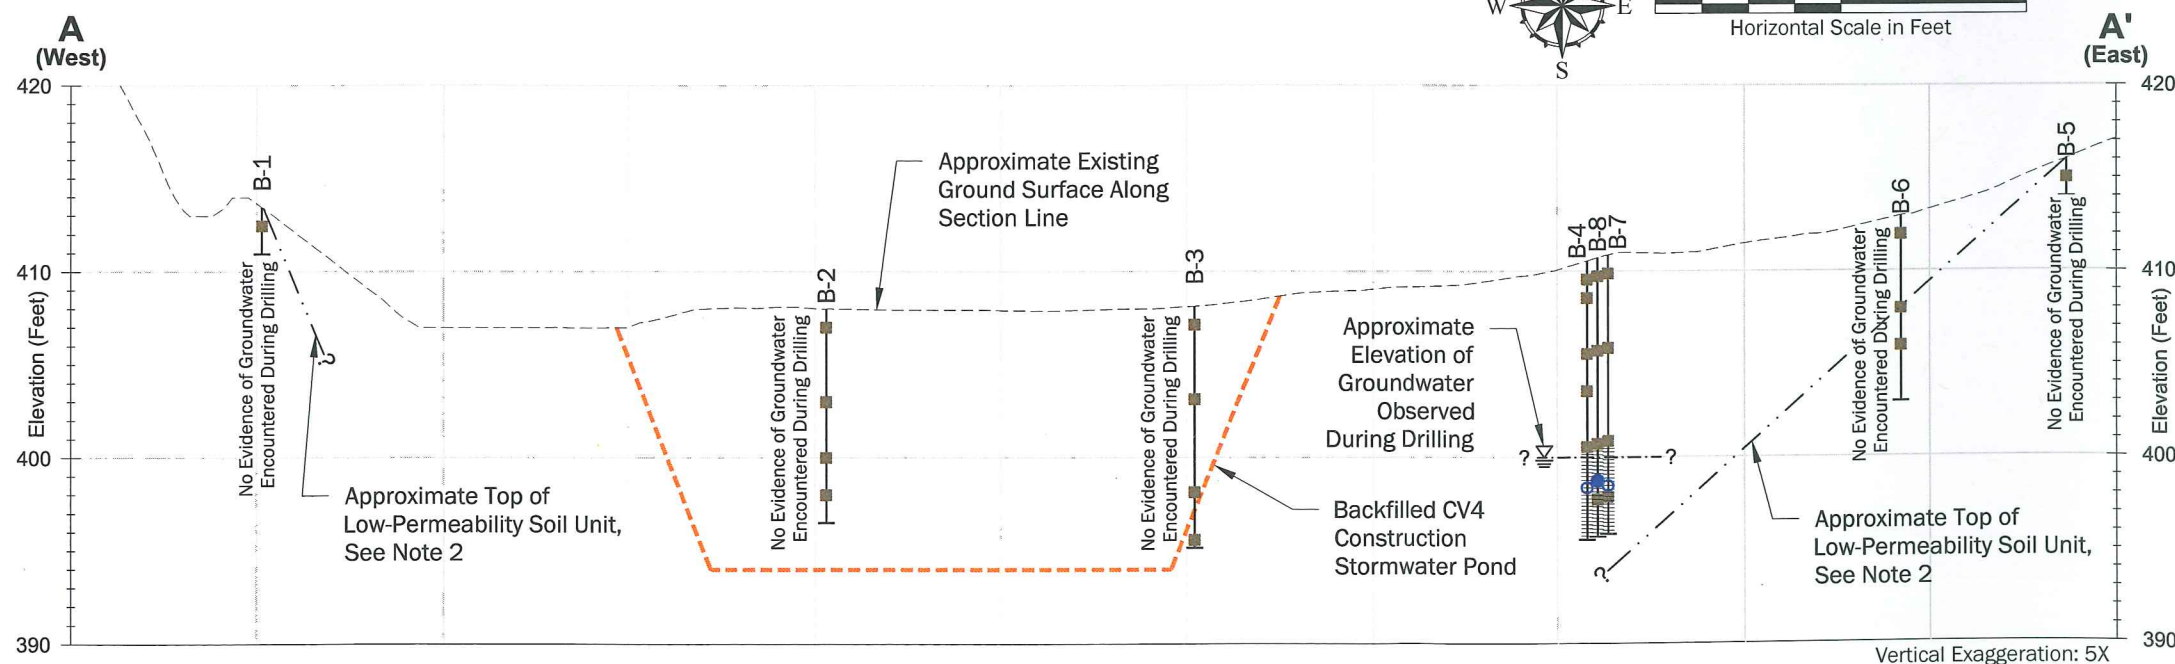 W E
S
Horizontal Scale in Feet
A
(West)
A'
(East)
420
410
400
390
Elevation (Feet)
420
410
400
390
Elevation (Feet)
B-1
No Evidence of Groundwater
Encountered During Drilling
?
Approximate Top of
Low-Permeability Soil Unit,
See Note 2
B-2
No Evidence of Groundwater
Encountered During Drilling
Approximate Existing
Ground Surface Along
Section Line
B-3
No Evidence of Groundwater
Encountered During Drilling
Approximate
Elevation of
Groundwater
Observed
During Drilling
Backfilled CV4
Construction
Stormwater Pond
? ?
B-4
B-8
B-7
?
B-6
No Evidence of Groundwater
Encountered During Drilling
B-5
No Evidence of Groundwater
Encountered During Drilling
Approximate Top of
Low-Permeability Soil Unit,
See Note 2
Vertical Exaggeration: 5X